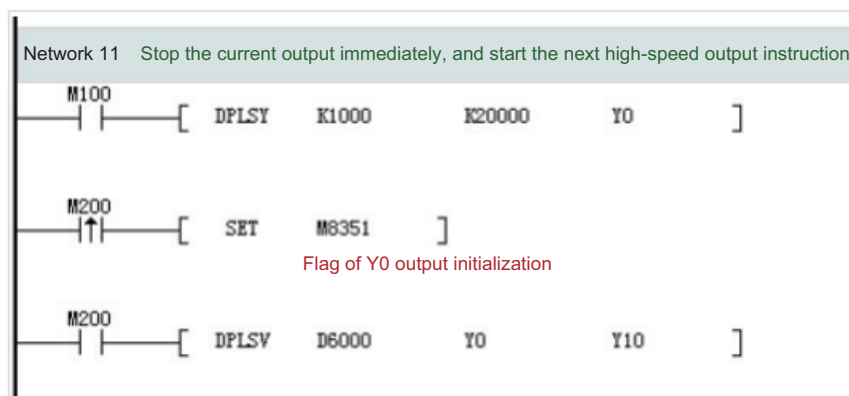 Network 11 Stop the current output immediately, and start the next high-speed output instruction
M100
[ DPLSY K1000 K20000 Y0 ]
M200
[ SET M8351 ]
Flag of Y0 output initialization
M200
[ DPLSV D6000 Y0 Y10 ]